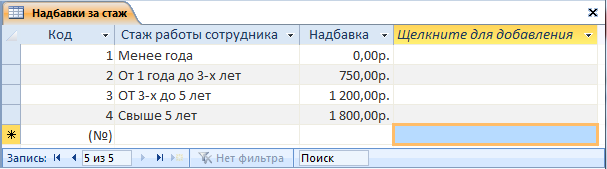 Надбавки за стаж
Код Стаж работы сотрудника Надбавка Щелкните для добавления
1 Менее года 0,00р.
2 От 1 года до 3-х лет 750,00р.
3 ОТ 3-х до 5 лет 1 200,00р.
4 Свыше 5 лет 1 800,00р.
(№)
Запись: 5 из 5 Нет фильтра Поиск